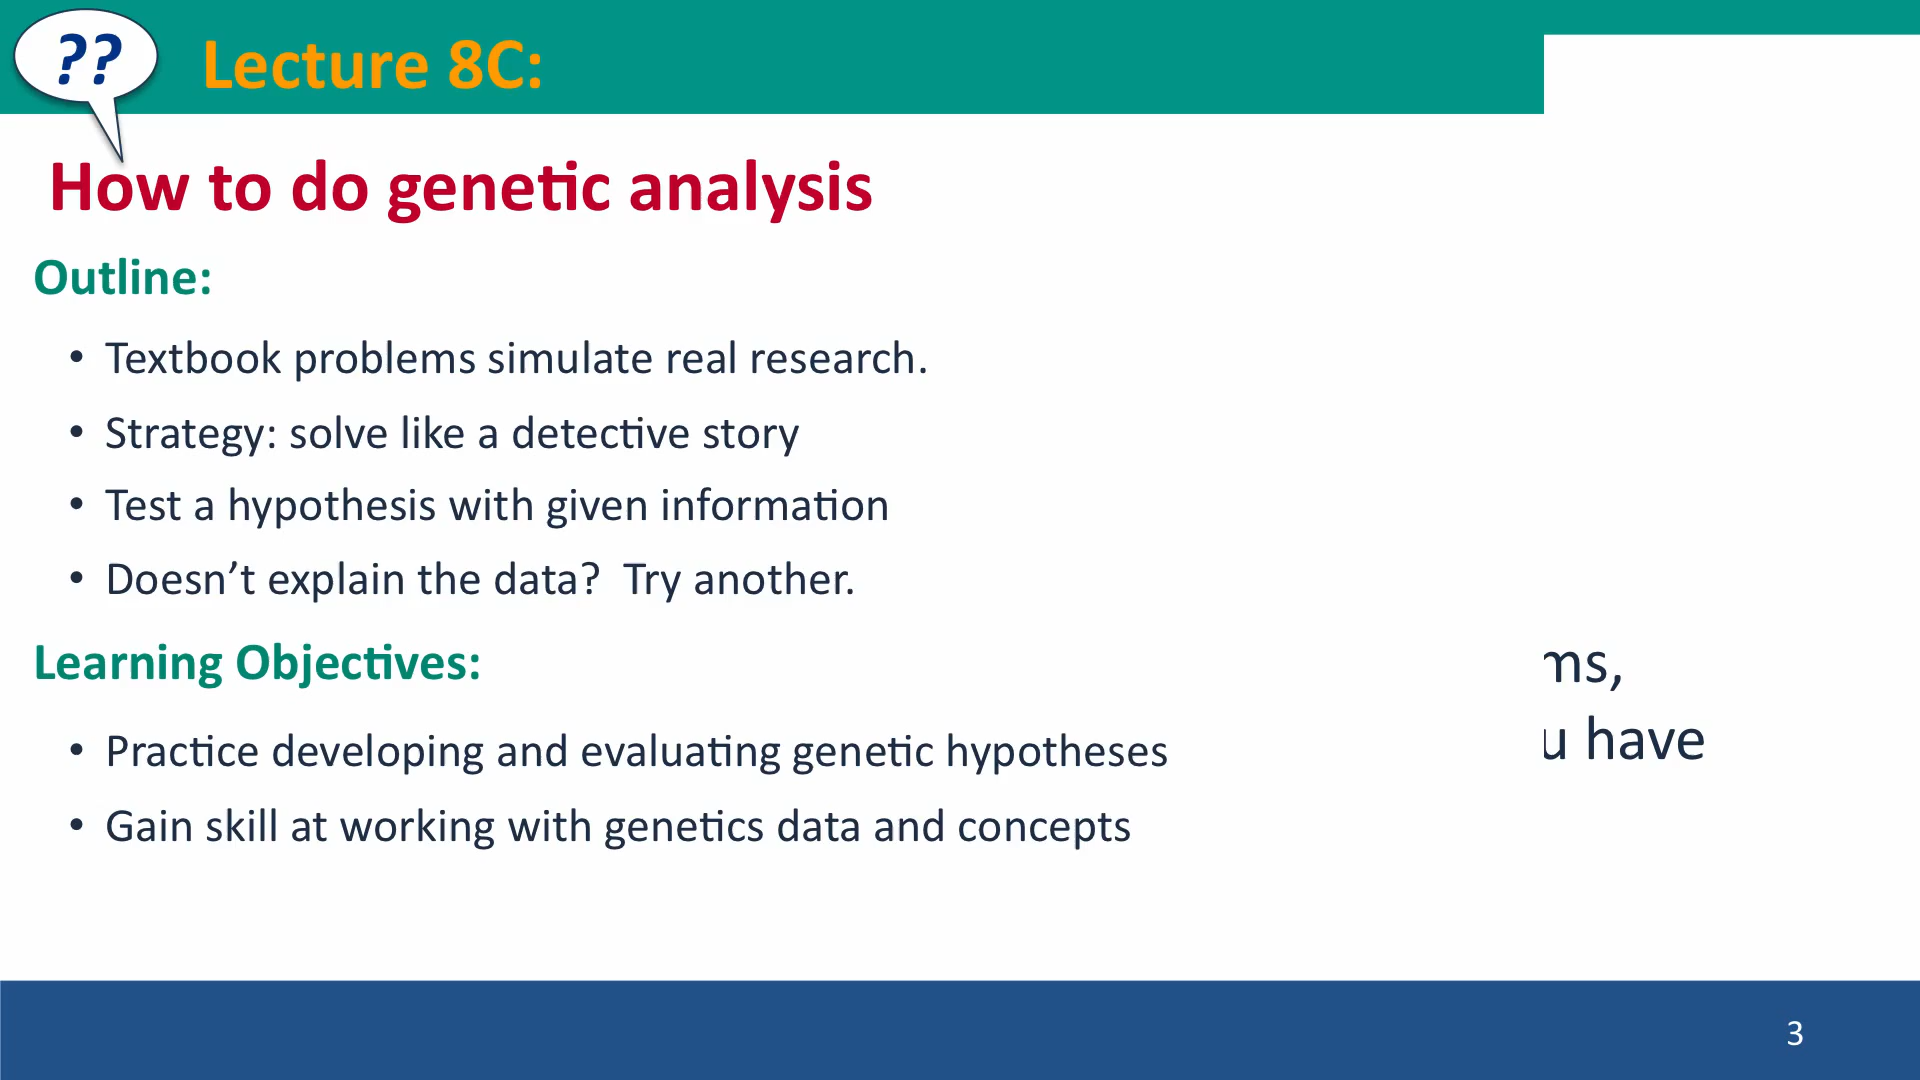 ??
Lecture 8C:
How to do genetic analysis
Outline:
• Textbook problems simulate real research.
• Strategy: solve like a detective story
• Test a hypothesis with given information
• Doesn’t explain the data?  Try another.
Learning Objectives:
ms,
• Practice developing and evaluating genetic hypotheses
u have
• Gain skill at working with genetics data and concepts
3